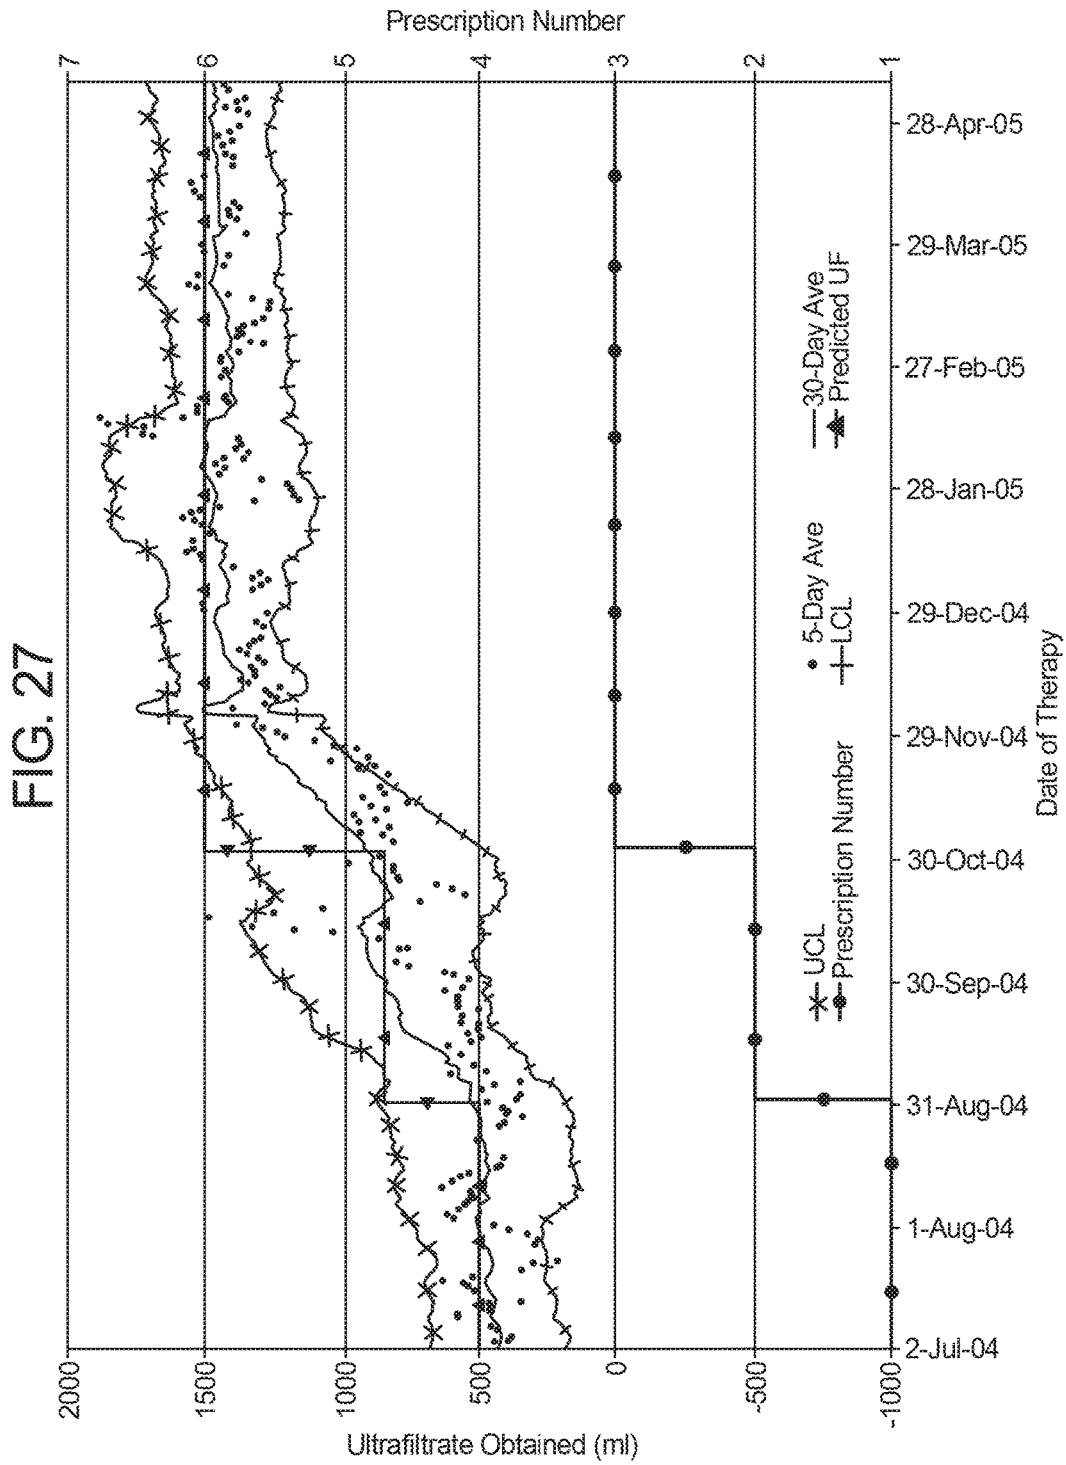 FIG. 27
2000
1500
1000
500
0
-500
-1000
Ultrafiltrate Obtained (ml)
7
6
5
4
3
2
1
Prescription Number
2-Jul-04
1-Aug-04
31-Aug-04
30-Sep-04
30-Oct-04
29-Nov-04
29-Dec-04
28-Jan-05
27-Feb-05
29-Mar-05
28-Apr-05
Date of Therapy
UCL
5-Day Ave
30-Day Ave
Prescription Number
LCL
Predicted UF